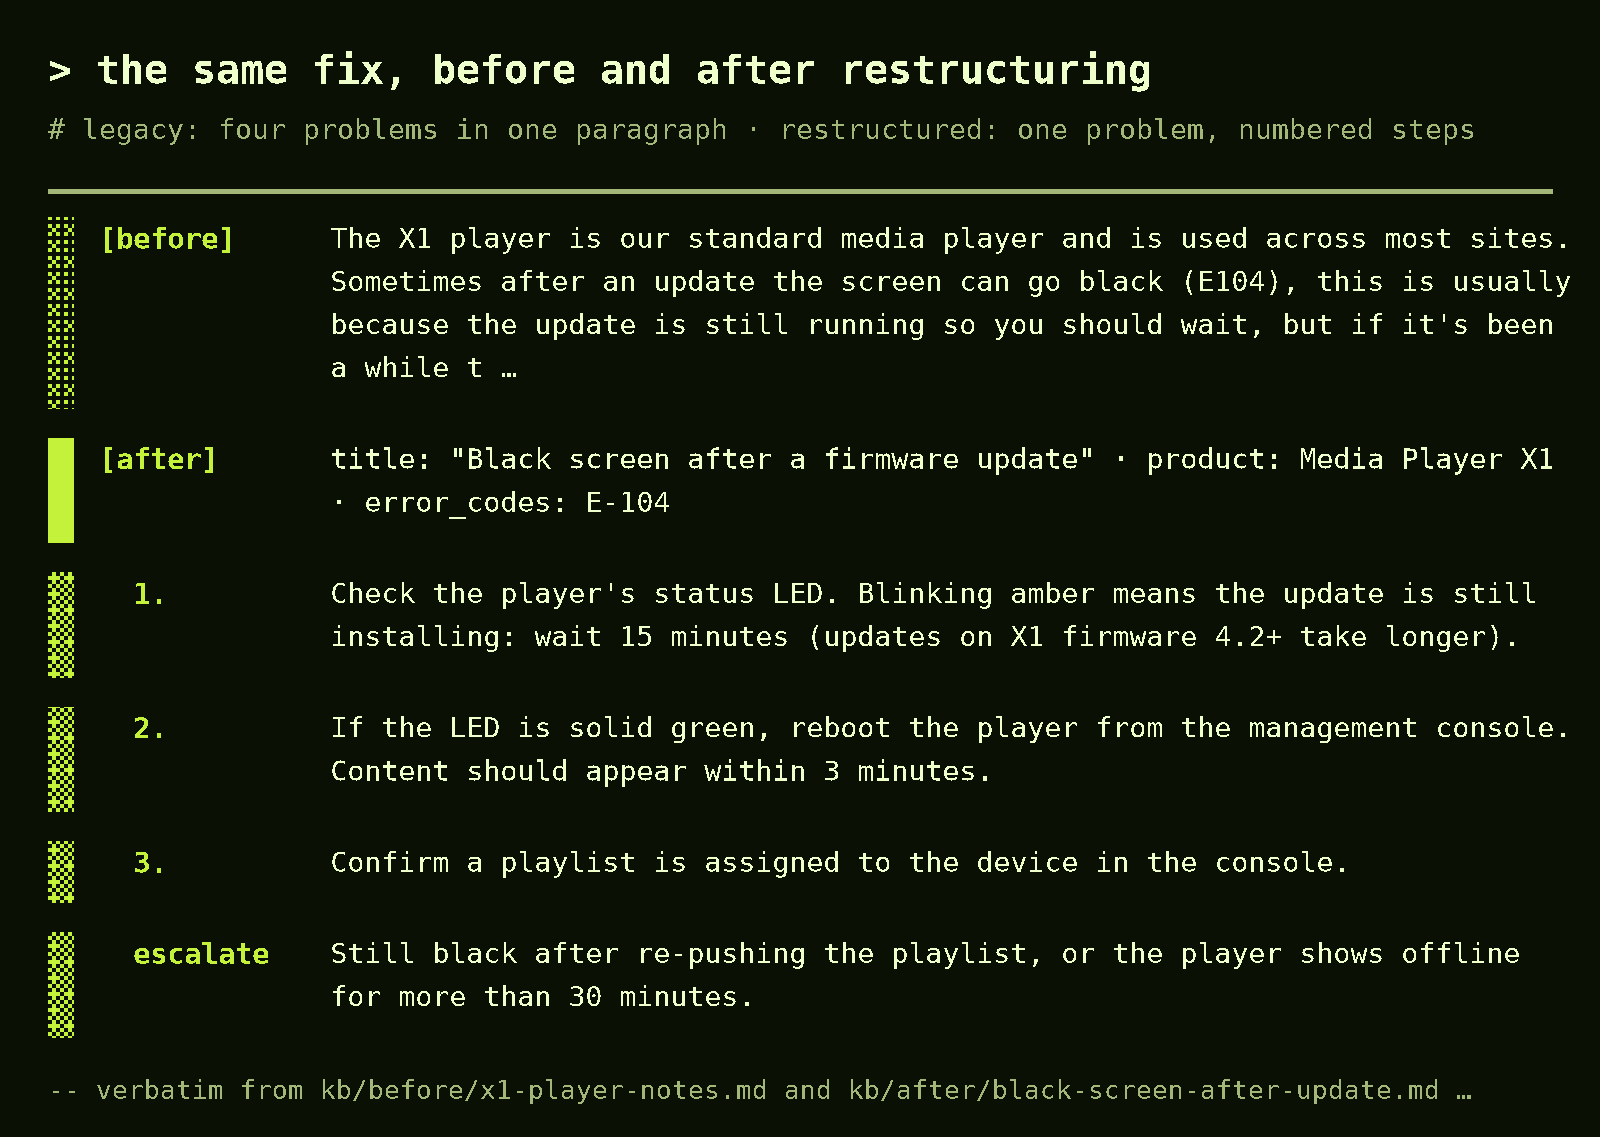 > the same fix, before and after restructuring
# legacy: four problems in one paragraph · restructured: one problem, numbered steps
[before] The X1 player is our standard media player and is used across most sites.
Sometimes after an update the screen can go black (E104), this is usually
because the update is still running so you should wait, but if it's been
a while t …
[after] title: "Black screen after a firmware update" · product: Media Player X1
· error_codes: E-104
1. Check the player's status LED. Blinking amber means the update is still
installing: wait 15 minutes (updates on X1 firmware 4.2+ take longer).
2. If the LED is solid green, reboot the player from the management console.
Content should appear within 3 minutes.
3. Confirm a playlist is assigned to the device in the console.
escalate Still black after re-pushing the playlist, or the player shows offline
for more than 30 minutes.
-- verbatim from kb/before/x1-player-notes.md and kb/after/black-screen-after-update.md …